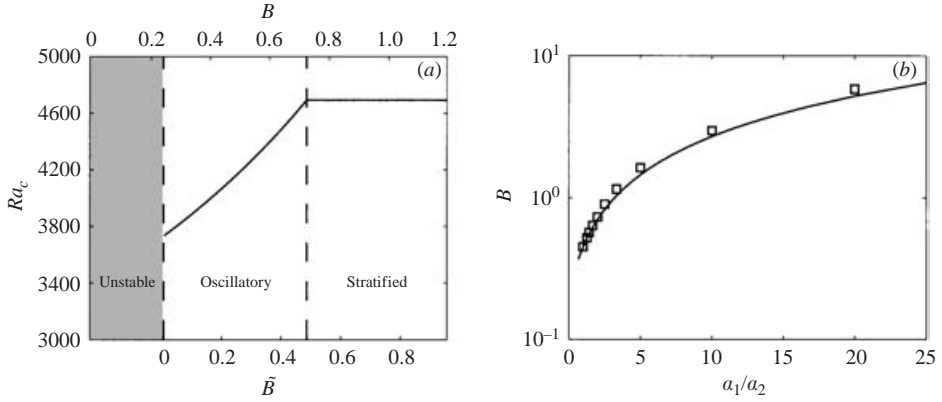 B
0 0.2 0.4 0.6 0.8 1.0 1.2
(a)
5000
4600
4200
3800
3400
3000
Ra_c
Unstable Oscillatory Stratified
0 0.2 0.4 0.6 0.8
B̃
(b)
10^1
10^0
10^−1
B
0 5 10 15 20 25
a_1/a_2